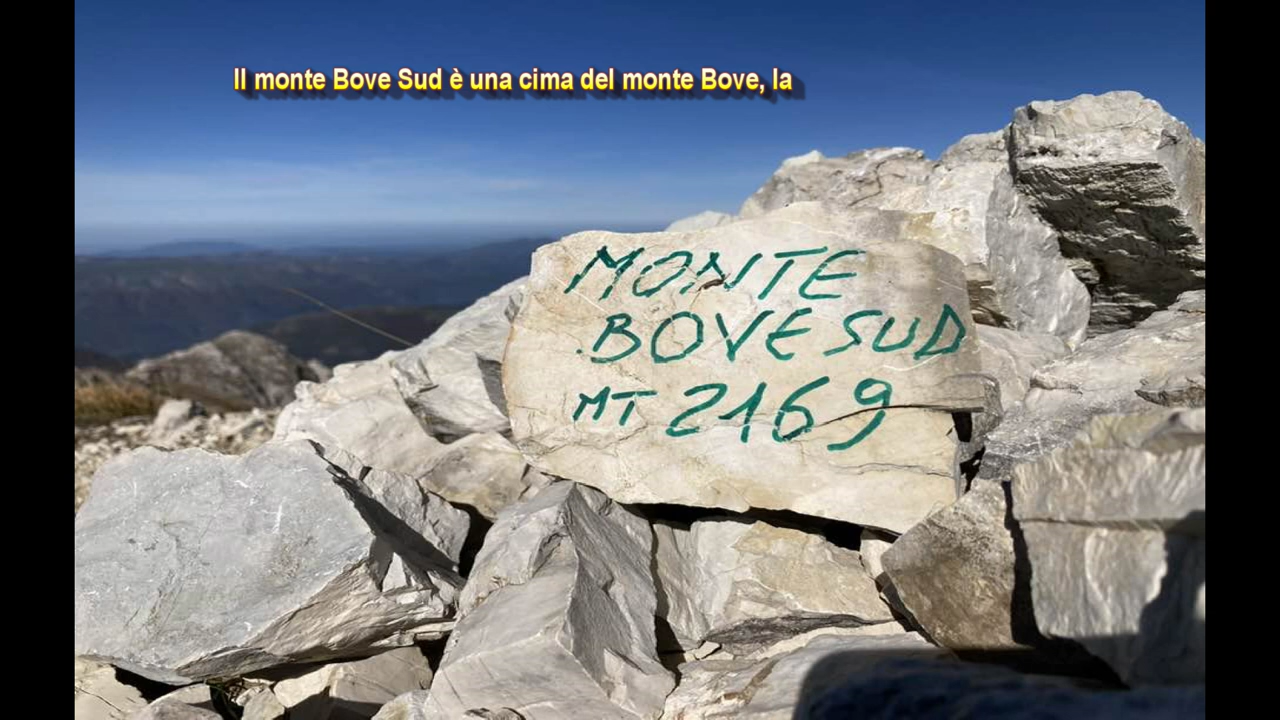 Il monte Bove Sud è una cima del monte Bove, la
MONTE
BOVE SUD
MT 2169